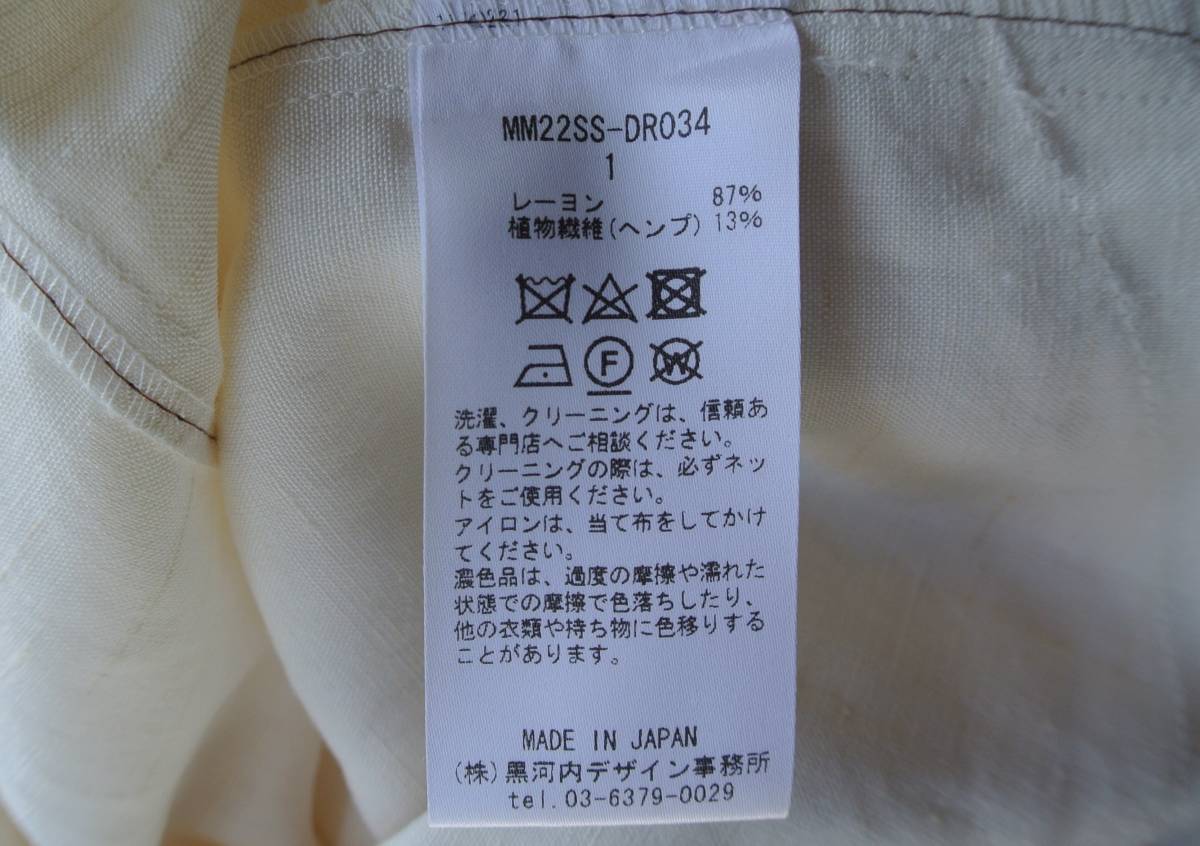 MM22SS-DR034
1
レーヨン 87%
植物繊維(ヘンプ) 13%
F
W
洗濯、クリーニングは、信頼あ
る専門店へご相談ください。
クリーニングの際は、必ずネッ
トをご使用ください。
アイロンは、当て布をしてかけ
てください。
濃色品は、過度の摩擦や濡れた
状態での摩擦で色落ちしたり、
他の衣類や持ち物に色移りする
ことがあります。
MADE IN JAPAN
(株)黒河内デザイン事務所
tel.03-6379-0029